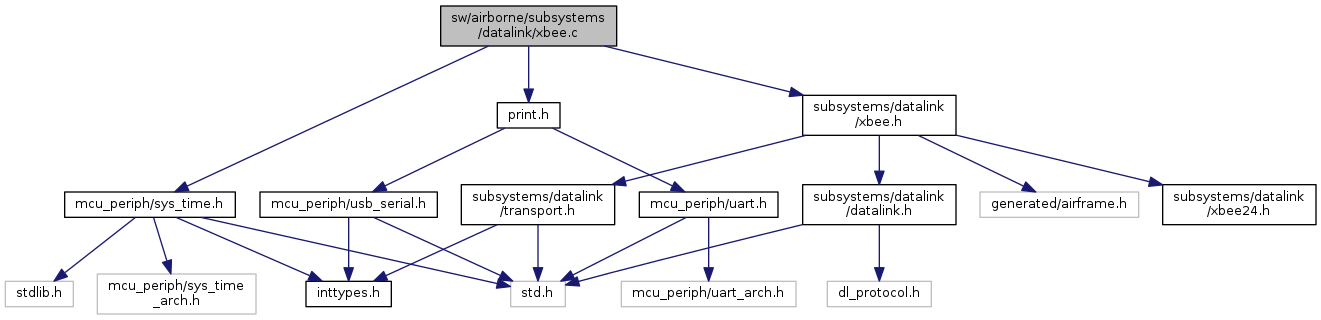 sw/airborne/subsystems
/datalink/xbee.c
print.h
subsystems/datalink
/xbee.h
mcu_periph/sys_time.h
mcu_periph/usb_serial.h
subsystems/datalink
/transport.h
mcu_periph/uart.h
subsystems/datalink
/datalink.h
generated/airframe.h
subsystems/datalink
/xbee24.h
stdlib.h
mcu_periph/sys_time
_arch.h
inttypes.h
std.h
mcu_periph/uart_arch.h
dl_protocol.h